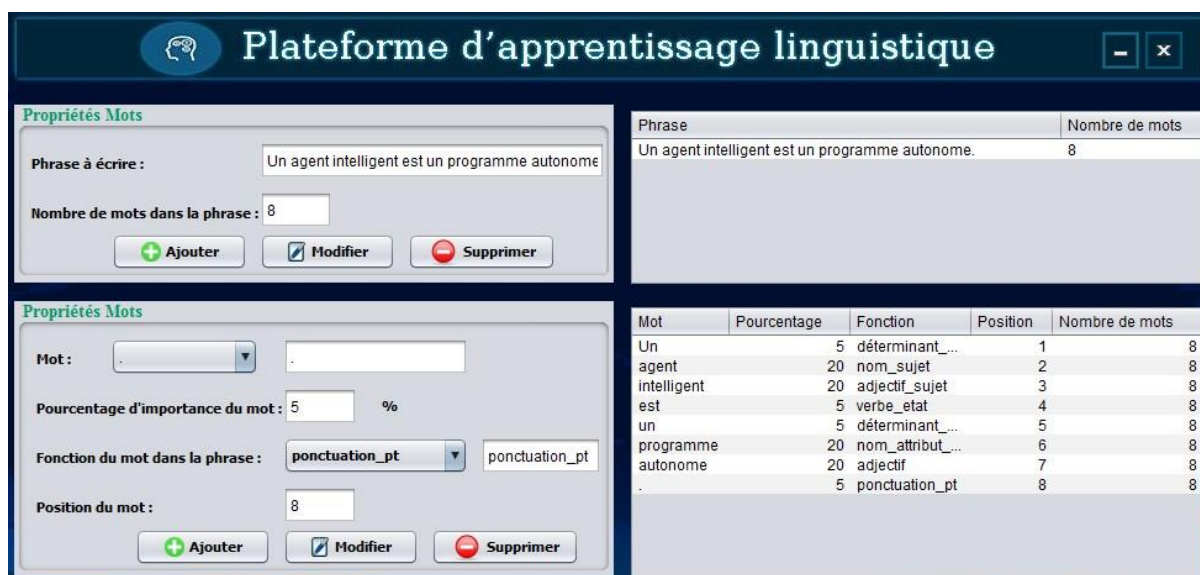 Plateforme d'apprentissage linguistique
Propriétés Mots
Phrase à écrire : Un agent intelligent est un programme autonome
Nombre de mots dans la phrase : 8
Ajouter Modifier Supprimer
Phrase Nombre de mots
Un agent intelligent est un programme autonome. 8
Propriétés Mots
Mot : . .
Pourcentage d'importance du mot : 5 %
Fonction du mot dans la phrase : ponctuation_pt ponctuation_pt
Position du mot : 8
Ajouter Modifier Supprimer
Mot Pourcentage Fonction Position Nombre de mots
Un 5 déterminant_... 1 8
agent 20 nom_sujet 2 8
intelligent 20 adjectif_sujet 3 8
est 5 verbe_etat 4 8
un 5 déterminant_... 5 8
programme 20 nom_attribut_... 6 8
autonome 20 adjectif 7 8
. 5 ponctuation_pt 8 8